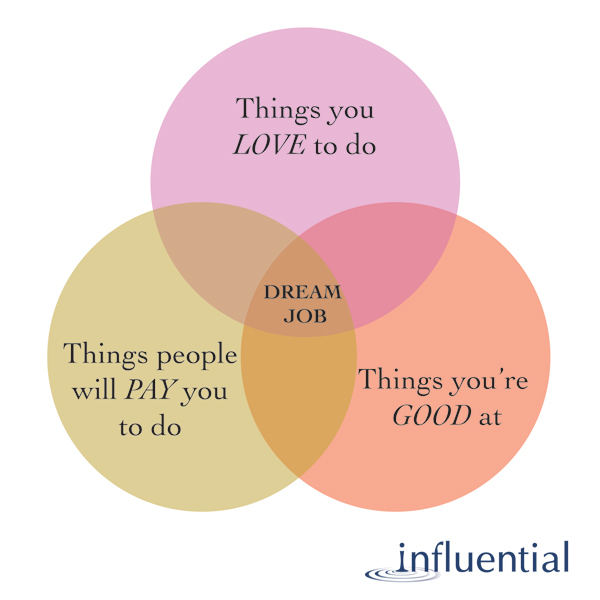 Things you
LOVE to do
DREAM
JOB
Things people
will PAY you
to do
Things you're
GOOD at
influential